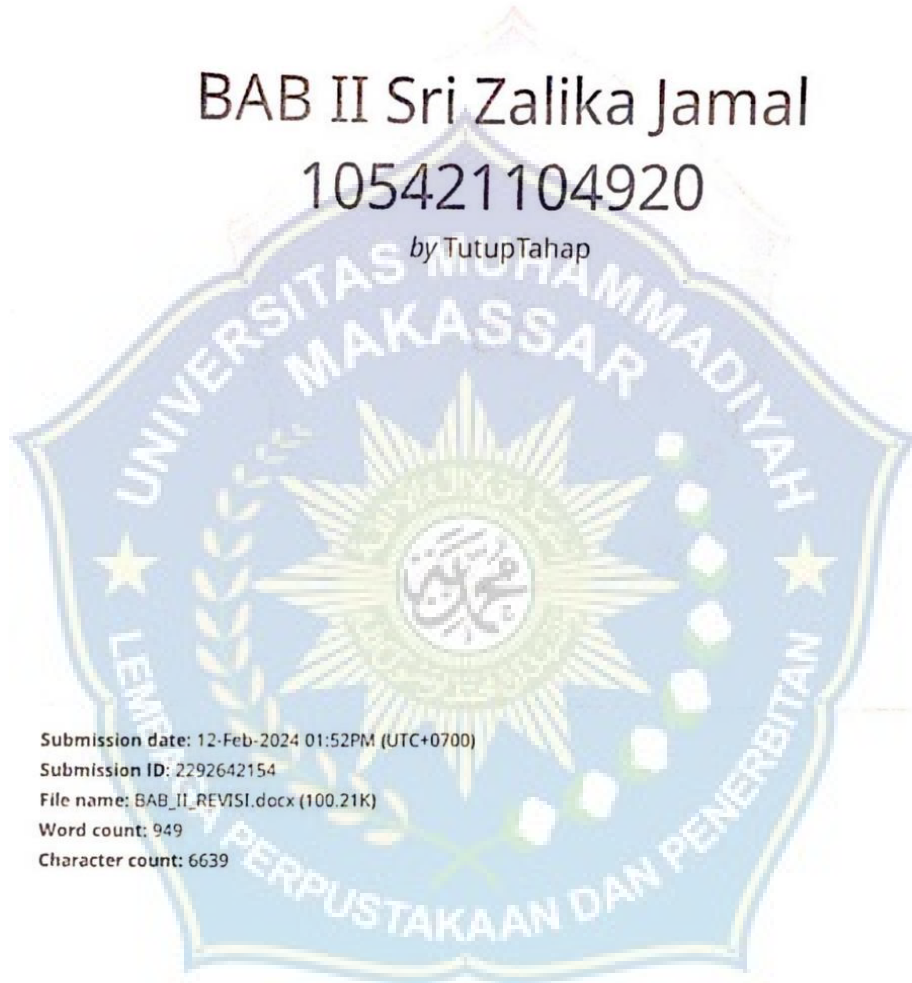 BAB II Sri Zalika Jamal
105421104920
by TutupTahap
UNIVERSITAS MUHAMMADIYAH
MAKASSAR
محمدية
LEMBAGA PERPUSTAKAAN DAN PENERBITAN
Submission date: 12-Feb-2024 01:52PM (UTC+0700)
Submission ID: 2292642154
File name: BAB_II_REVISI.docx (100.21K)
Word count: 949
Character count: 6639